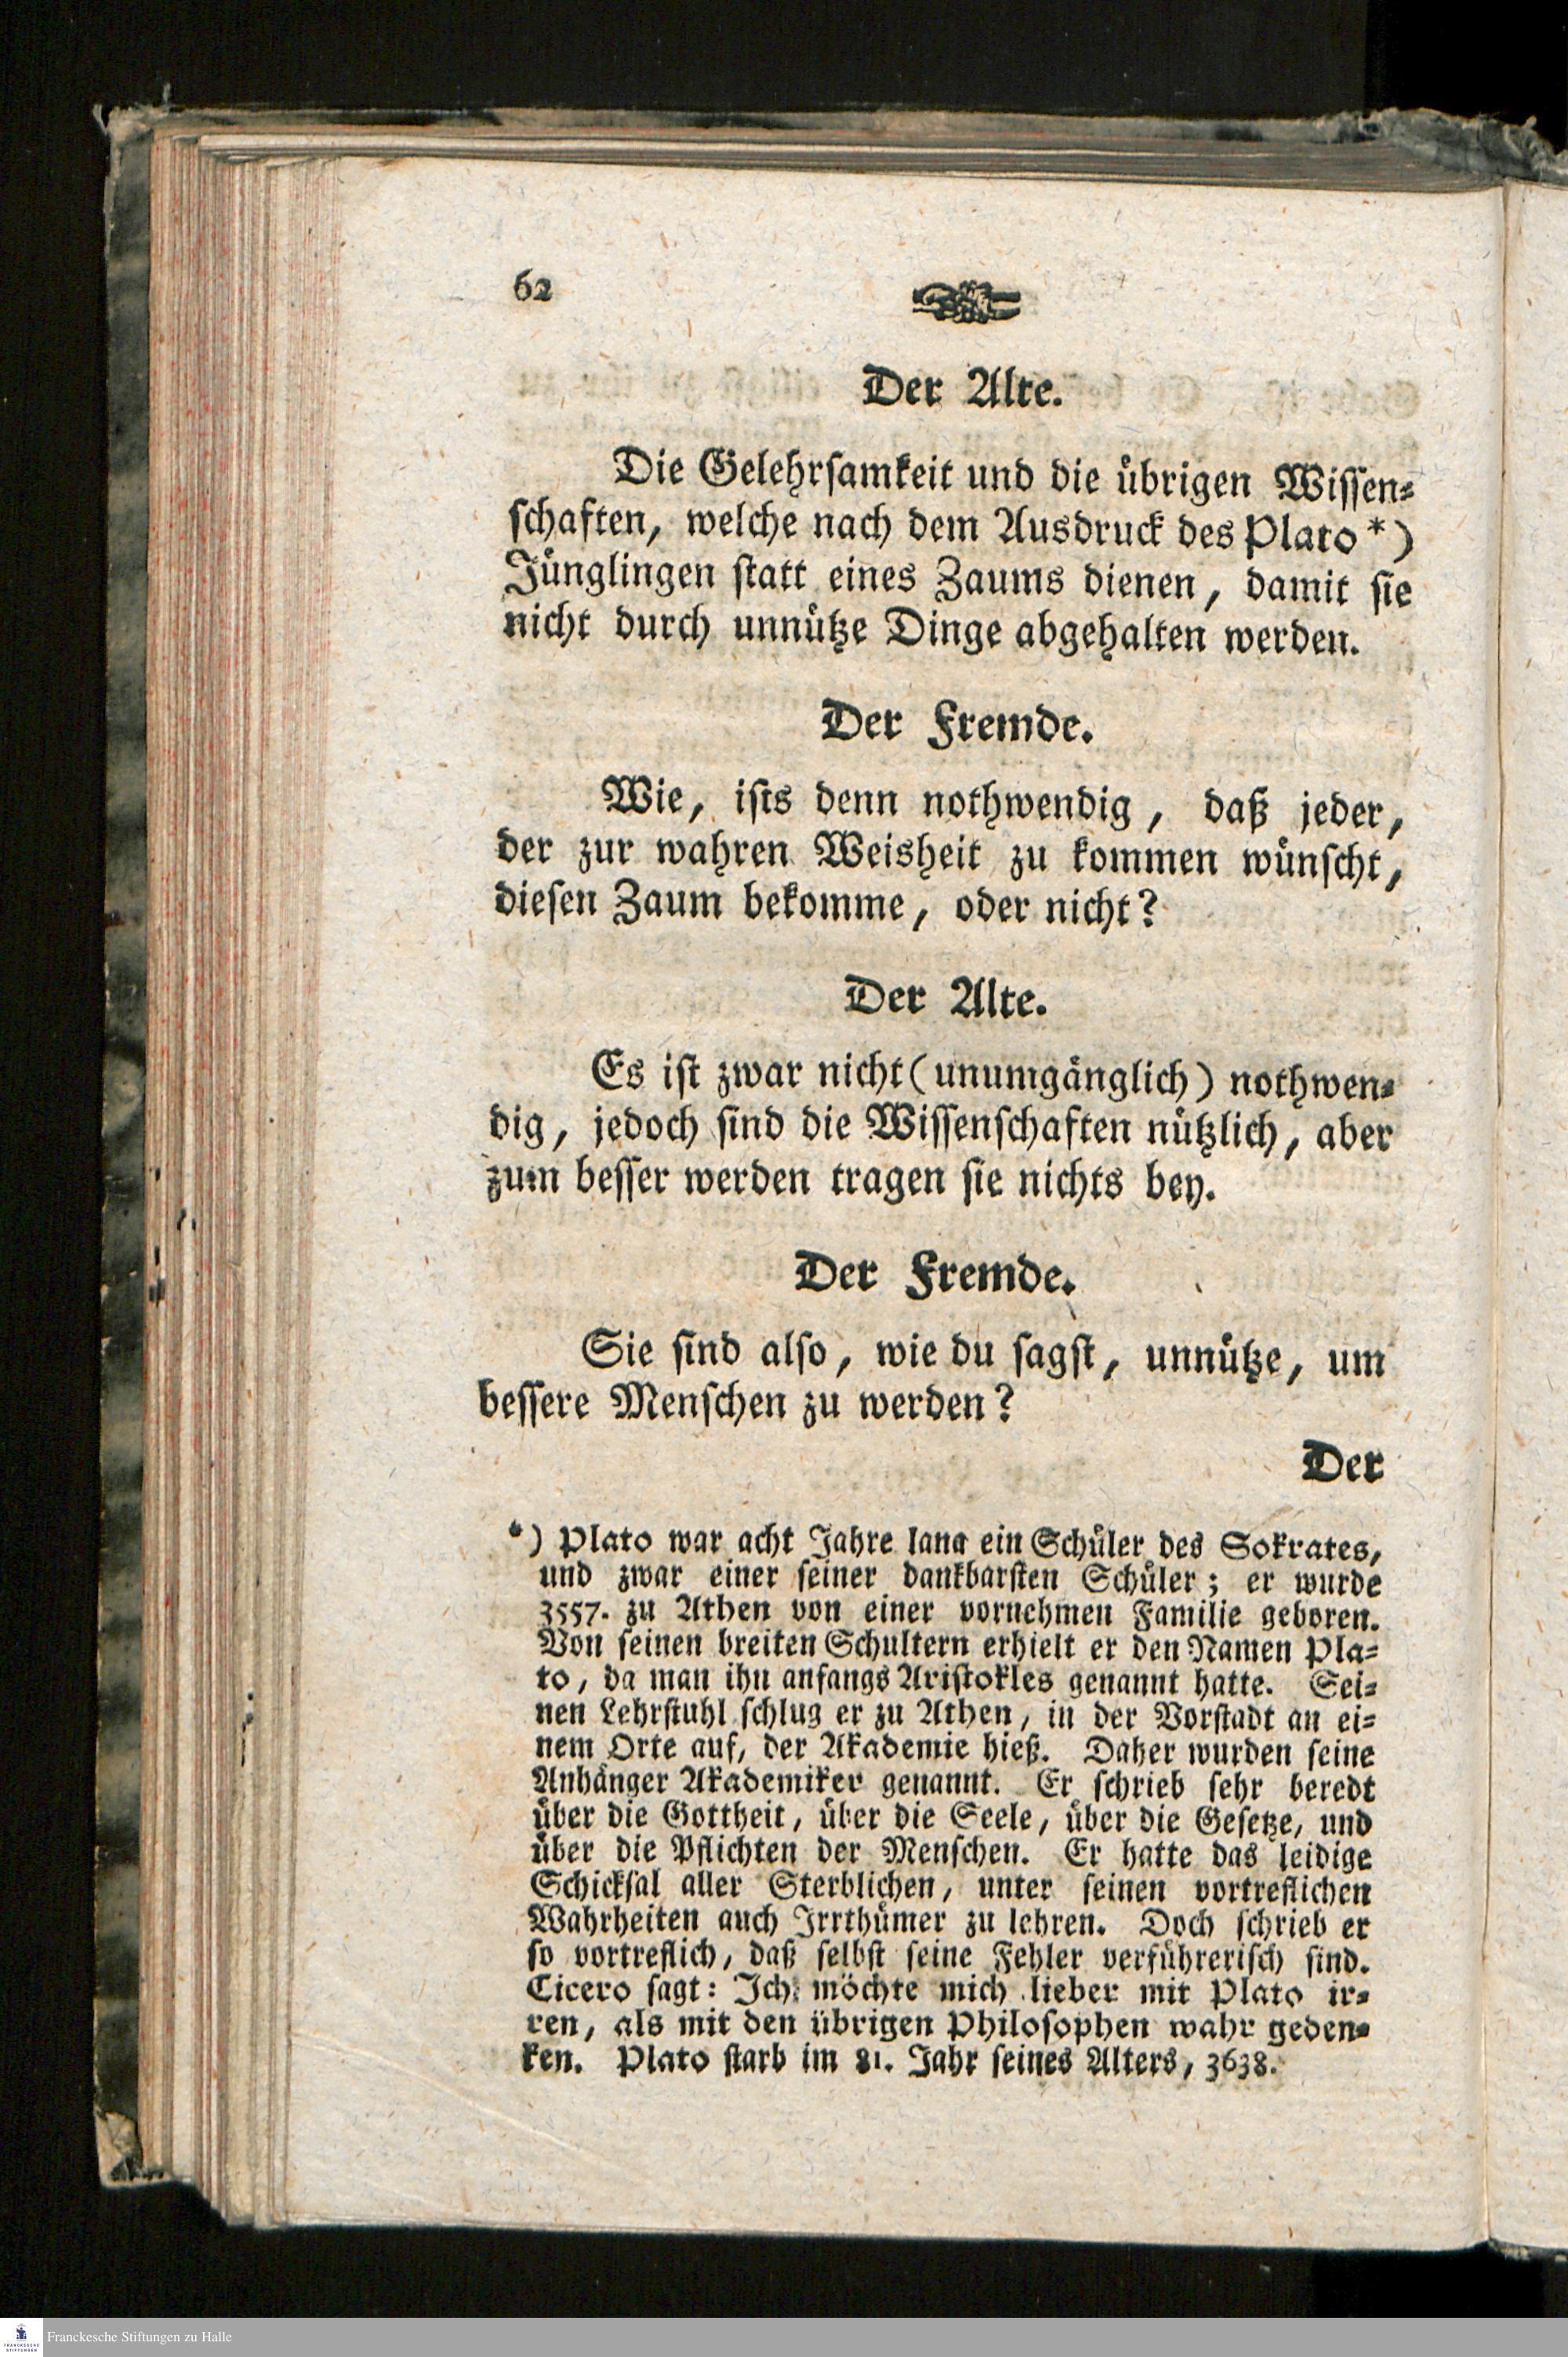 62
Der Alte.
Die Gelehrsamkeit und die übrigen Wissen-
schaften, welche nach dem Ausdruck des Plato *)
Jünglingen statt eines Zaums dienen, damit sie
nicht durch unnütze Dinge abgehalten werden.
Der Fremde.
Wie, ists denn nothwendig, daß jeder,
der zur wahren Weisheit zu kommen wünscht,
diesen Zaum bekomme, oder nicht?
Der Alte.
Es ist zwar nicht (unumgänglich) nothwen-
dig, jedoch sind die Wissenschaften nützlich, aber
zum besser werden tragen sie nichts bey.
Der Fremde.
Sie sind also, wie du sagst, unnütze, um
bessere Menschen zu werden?
Der
*) Plato war acht Jahre lang ein Schüler des Sokrates,
und zwar einer seiner dankbarsten Schüler; er wurde
3557. zu Athen von einer vornehmen Familie geboren.
Von seinen breiten Schultern erhielt er den Namen Pla-
to, da man ihn anfangs Aristokles genannt hatte. Sei-
nen Lehrstuhl schlug er zu Athen, in der Vorstadt an ei-
nem Orte auf, der Akademie hieß. Daher wurden seine
Anhänger Akademiker genannt. Er schrieb sehr beredt
über die Gottheit, über die Seele, über die Gesetze, und
über die Pflichten der Menschen. Er hatte das leidige
Schicksal aller Sterblichen, unter seinen vortreflichen
Wahrheiten auch Irrthümer zu lehren. Doch schrieb er
so vortreflich, daß selbst seine Fehler verführerisch sind.
Cicero sagt: Ich möchte mich lieber mit Plato ir-
ren, als mit den übrigen Philosophen wahr geden-
ken. Plato starb im 81. Jahr seines Alters, 3638.
Franckesche Stiftungen zu Halle